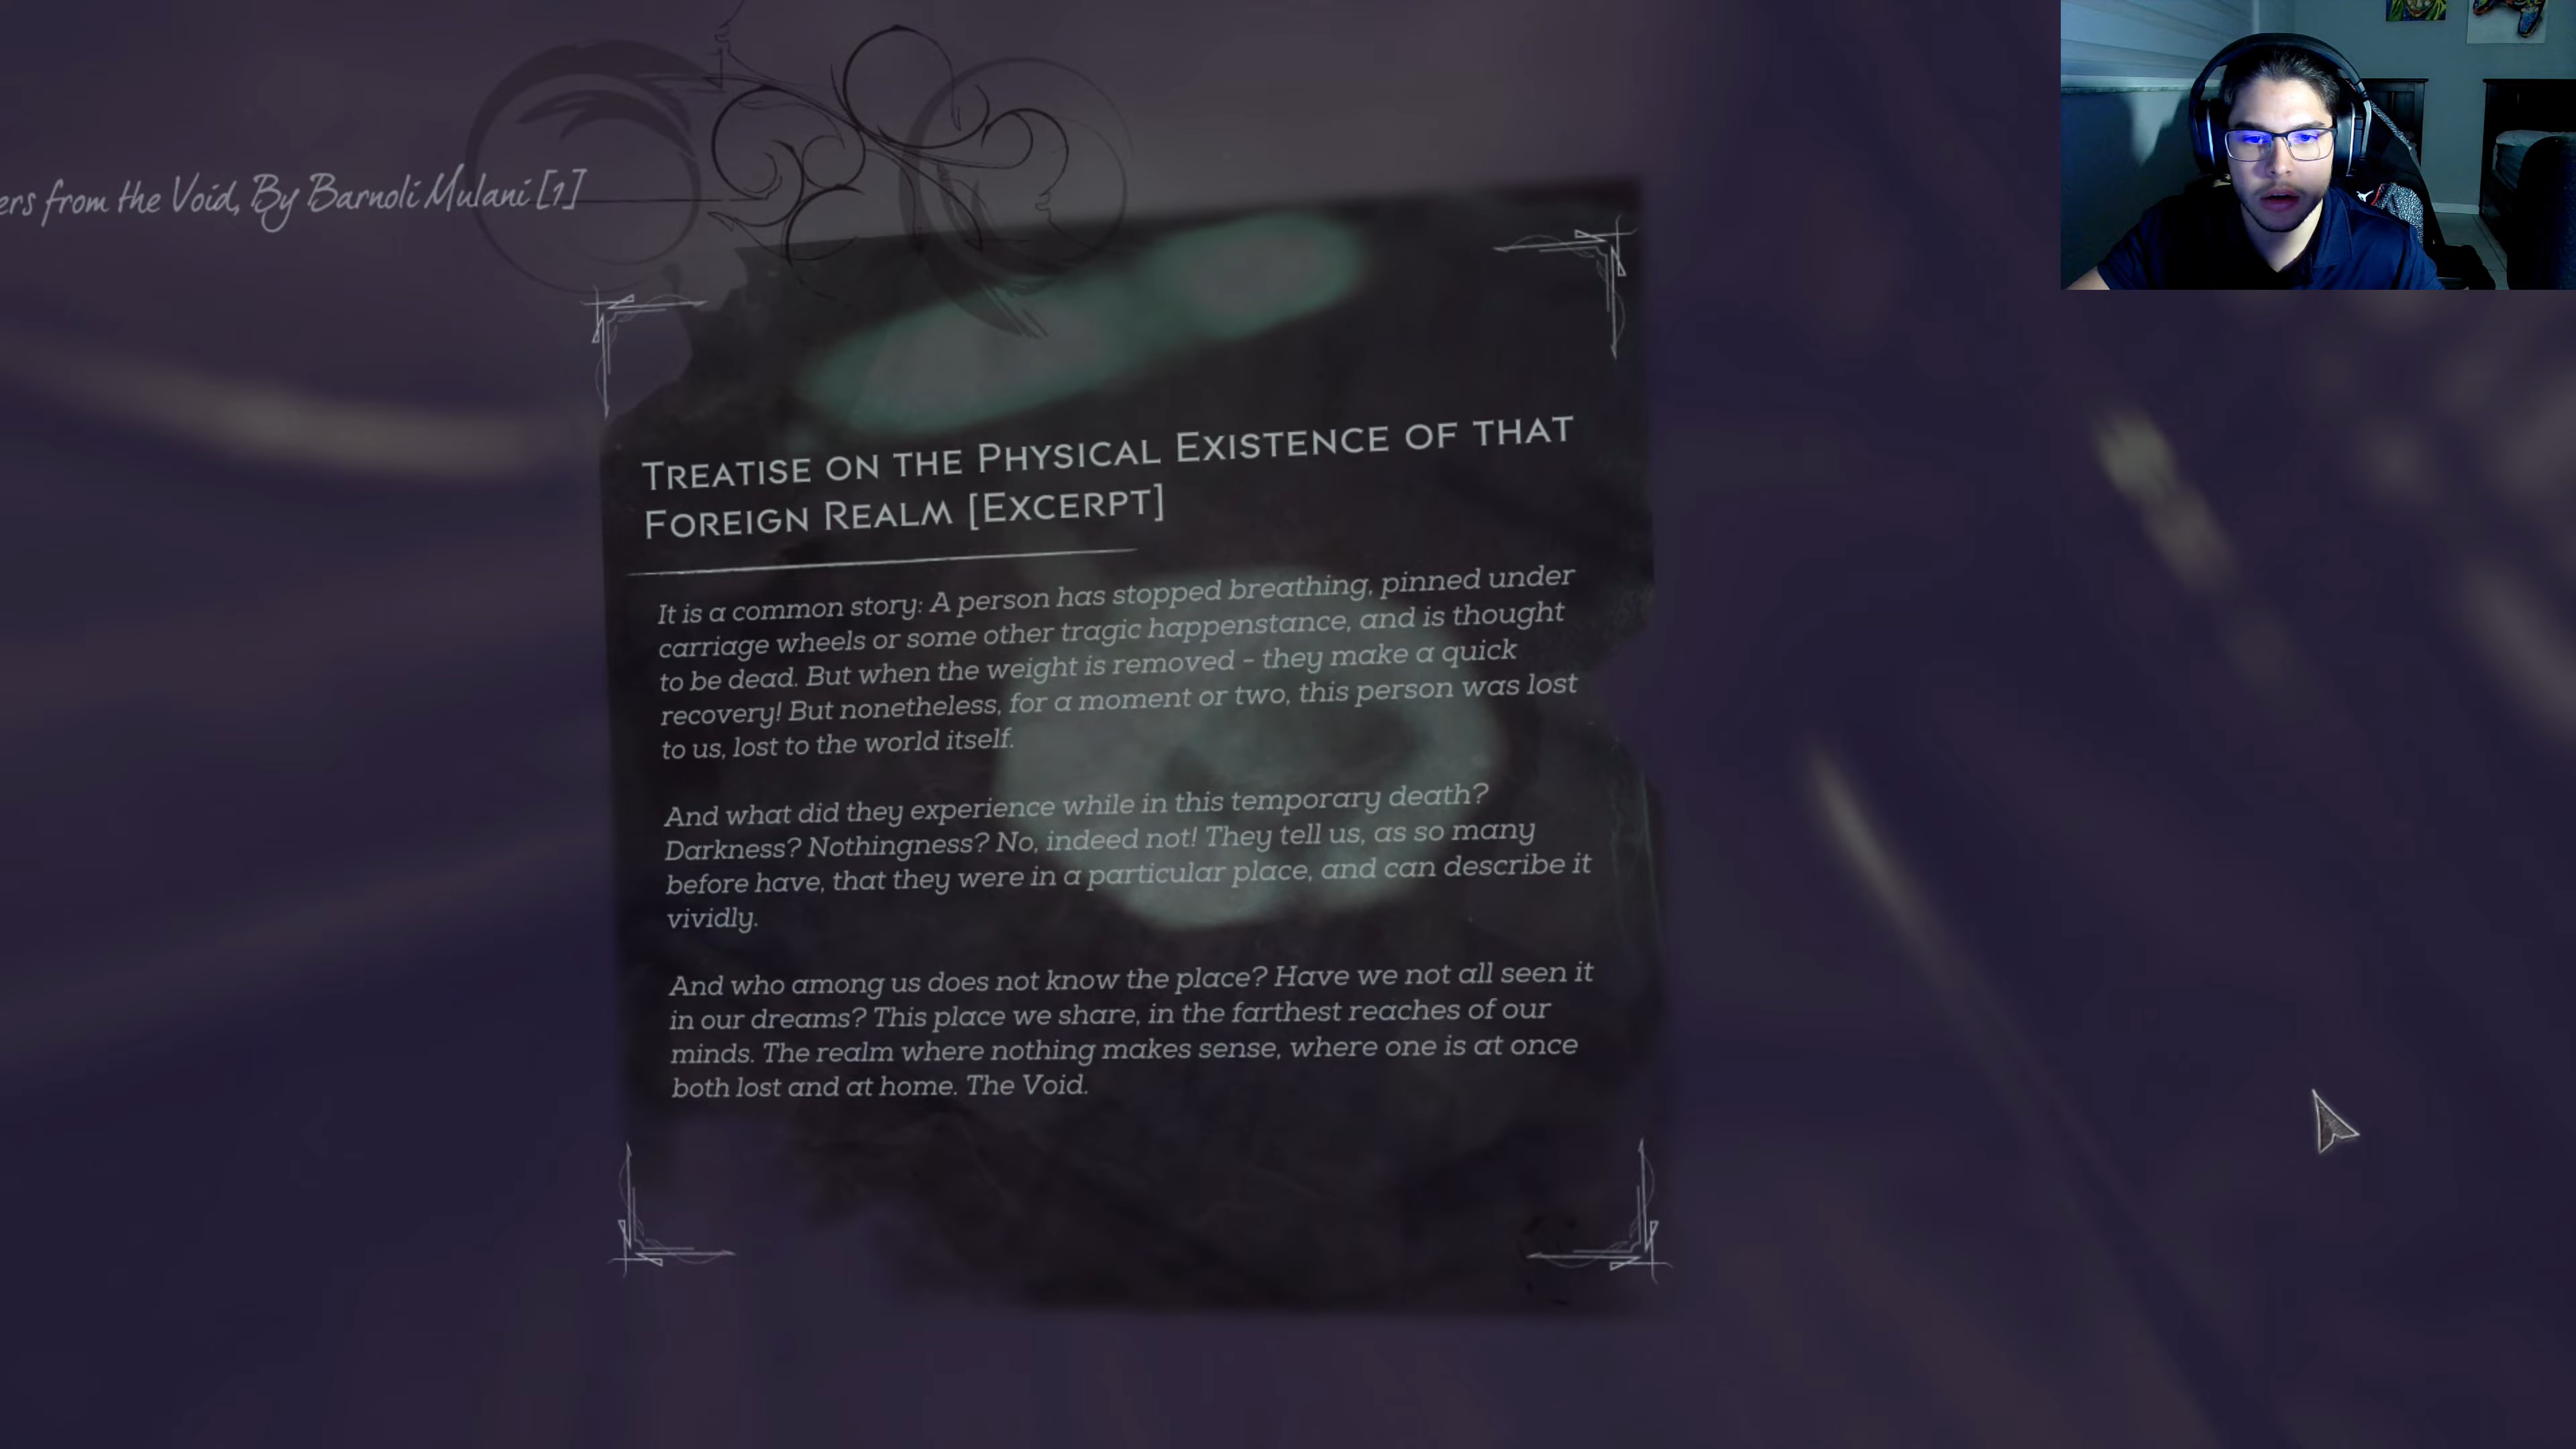 ers from the Void, By Barnoli Mulani [1]
Treatise on the Physical Existence of that
Foreign Realm [Excerpt]
It is a common story: A person has stopped breathing, pinned under
carriage wheels or some other tragic happenstance, and is thought
to be dead. But when the weight is removed - they make a quick
recovery! But nonetheless, for a moment or two, this person was lost
to us, lost to the world itself.
And what did they experience while in this temporary death?
Darkness? Nothingness? No, indeed not! They tell us, as so many
before have, that they were in a particular place, and can describe it
vividly.
And who among us does not know the place? Have we not all seen it
in our dreams? This place we share, in the farthest reaches of our
minds. The realm where nothing makes sense, where one is at once
both lost and at home. The Void.